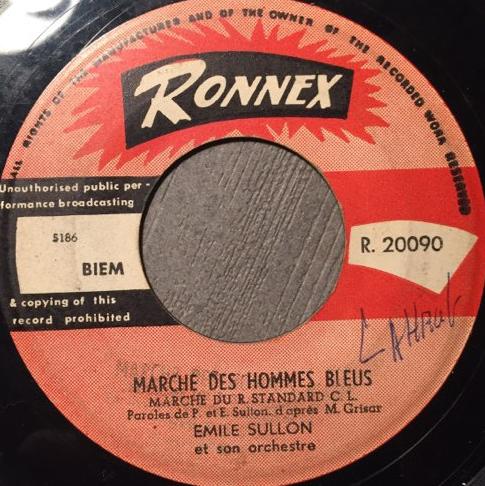 ALL RIGHTS OF THE MANUFACTURER AND OF THE OWNER OF THE RECORDED WORK RESERVED
RONNEX
Unauthorised public per-
formance broadcasting
S186
BIEM
& copying of this
record prohibited
R. 20090
MARCHE DES HOMMES BLEUS
MARCHE DU R. STANDARD C. L.
Paroles de P. et E. Sullon. d'après M. Grisar
EMILE SULLON
et son orchestre